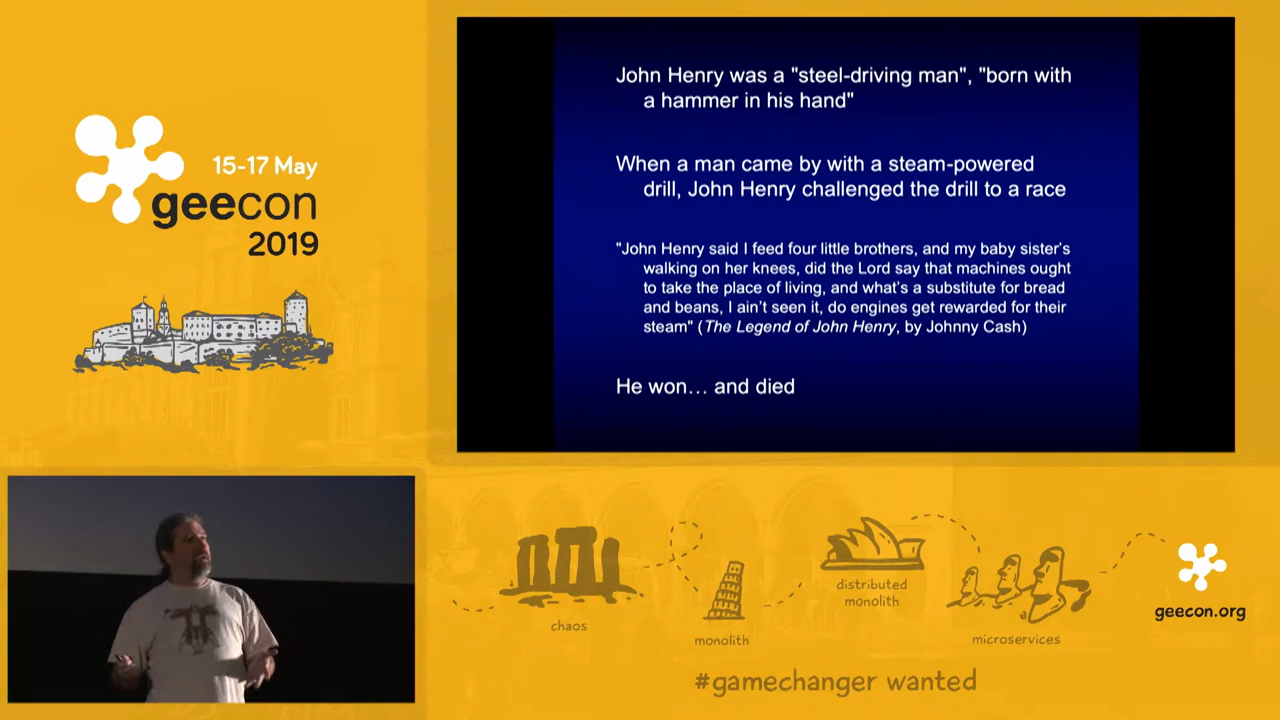 15-17 May
geecon
2019
John Henry was a "steel-driving man", "born with
a hammer in his hand"
When a man came by with a steam-powered
drill, John Henry challenged the drill to a race
"John Henry said I feed four little brothers, and my baby sister's
walking on her knees, did the Lord say that machines ought
to take the place of living, and what's a substitute for bread
and beans, I ain't seen it, do engines get rewarded for their
steam" (The Legend of John Henry, by Johnny Cash)
He won… and died
chaos
monolith
distributed
monolith
microservices
geecon.org
#gamechanger wanted